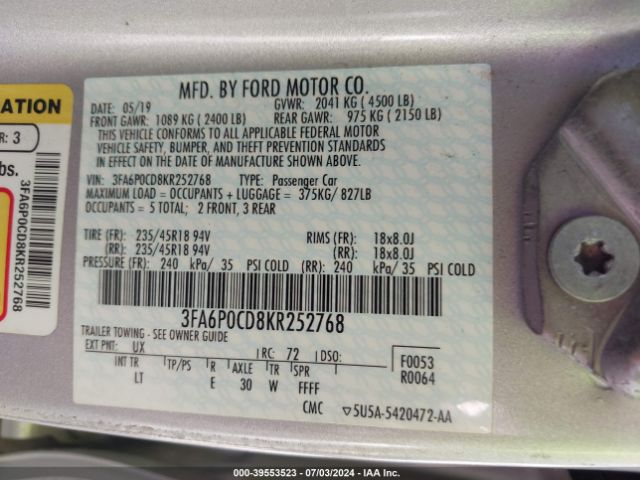 ATION
R: 3
lbs.
s.
3FA6P0CD8KR252768
MFD. BY FORD MOTOR CO.
DATE: 05/19 GVWR: 2041 KG ( 4500 LB)
FRONT GAWR: 1089 KG ( 2400 LB) REAR GAWR: 975 KG ( 2150 LB)
THIS VEHICLE CONFORMS TO ALL APPLICABLE FEDERAL MOTOR
VEHICLE SAFETY, BUMPER, AND THEFT PREVENTION STANDARDS
IN EFFECT ON THE DATE OF MANUFACTURE SHOWN ABOVE.
VIN: 3FA6P0CD8KR252768 TYPE: Passenger Car
MAXIMUM LOAD = OCCUPANTS + LUGGAGE = 375KG/ 827LB
OCCUPANTS = 5 TOTAL; 2 FRONT, 3 REAR
TIRE (FR): 235/45R18 94V RIMS (FR): 18x8.0J
(RR): 235/45R18 94V (RR): 18x8.0J
PRESSURE (FR): 240 kPa/ 35 PSI COLD (RR): 240 kPa/ 35 PSI COLD
3FA6P0CD8KR252768
TRAILER TOWING - SEE OWNER GUIDE
EXT PNT: UX RC: 72 DSO: F0053
INT TR TP/PS R AXLE TR SPR R0064
LT E 30 W FFFF
CMC 5U5A-5420472-AA
000-39553523 - 07/03/2024 - IAA Inc.